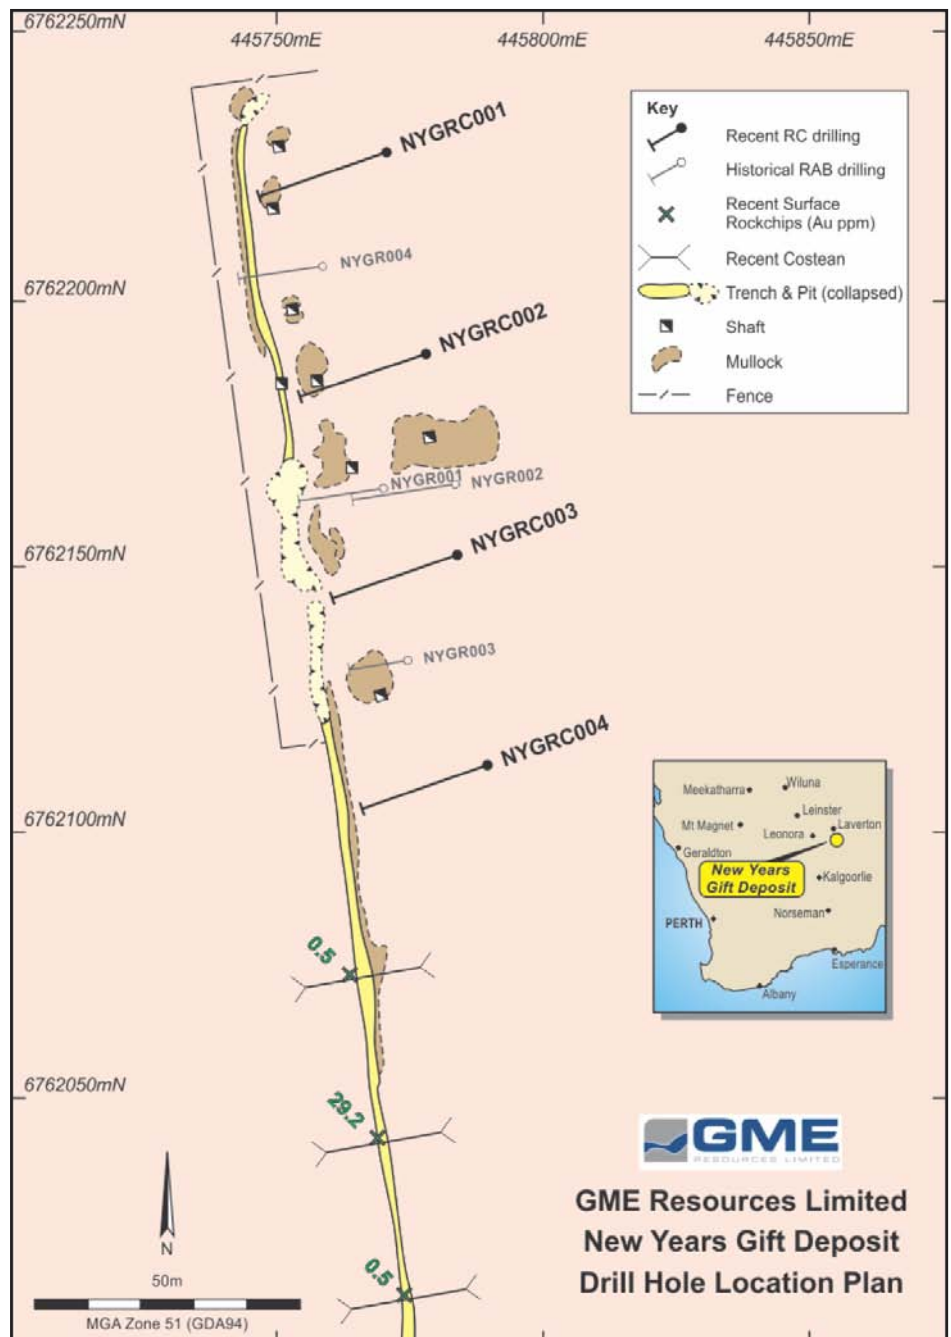 6762250mN
445750mE
445800mE
445850mE
NYGRC001
Key
Recent RC drilling
Historical RAB drilling
Recent Surface
Rockchips (Au ppm)
Recent Costean
Trench & Pit (collapsed)
Shaft
Mullock
Fence
NYGR004
6762200mN
NYGRC002
NYGR001
NYGR002
NYGRC003
6762150mN
NYGR003
NYGRC004
6762100mN
Meekatharra
Wiluna
Leinster
Mt Magnet
Laverton
Leonora
Geraldton
New Years
Gift Deposit
Kalgoorlie
Norseman
PERTH
Esperance
Albany
0.5
6762050mN
29.2
GME
RESOURCES LIMITED
GME Resources Limited
New Years Gift Deposit
Drill Hole Location Plan
0.5
N
50m
MGA Zone 51 (GDA94)